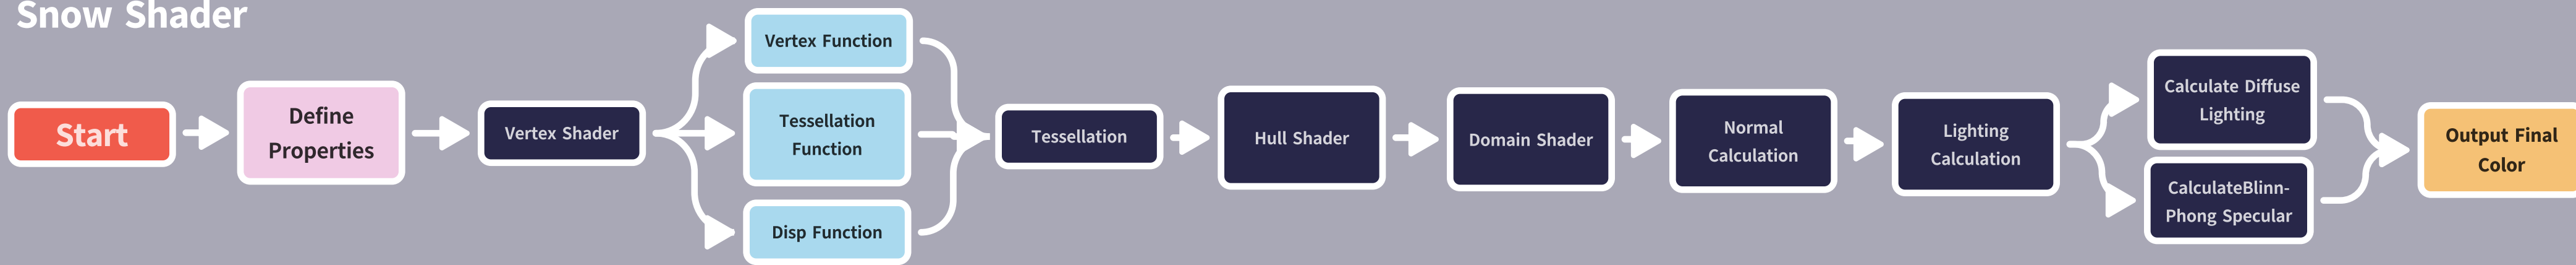 Snow Shader
Start
Define
Properties
Vertex Shader
Vertex Function
Tessellation
Function
Disp Function
Tessellation
Hull Shader
Domain Shader
Normal
Calculation
Lighting
Calculation
Calculate Diffuse
Lighting
CalculateBlinn-
Phong Specular
Output Final
Color